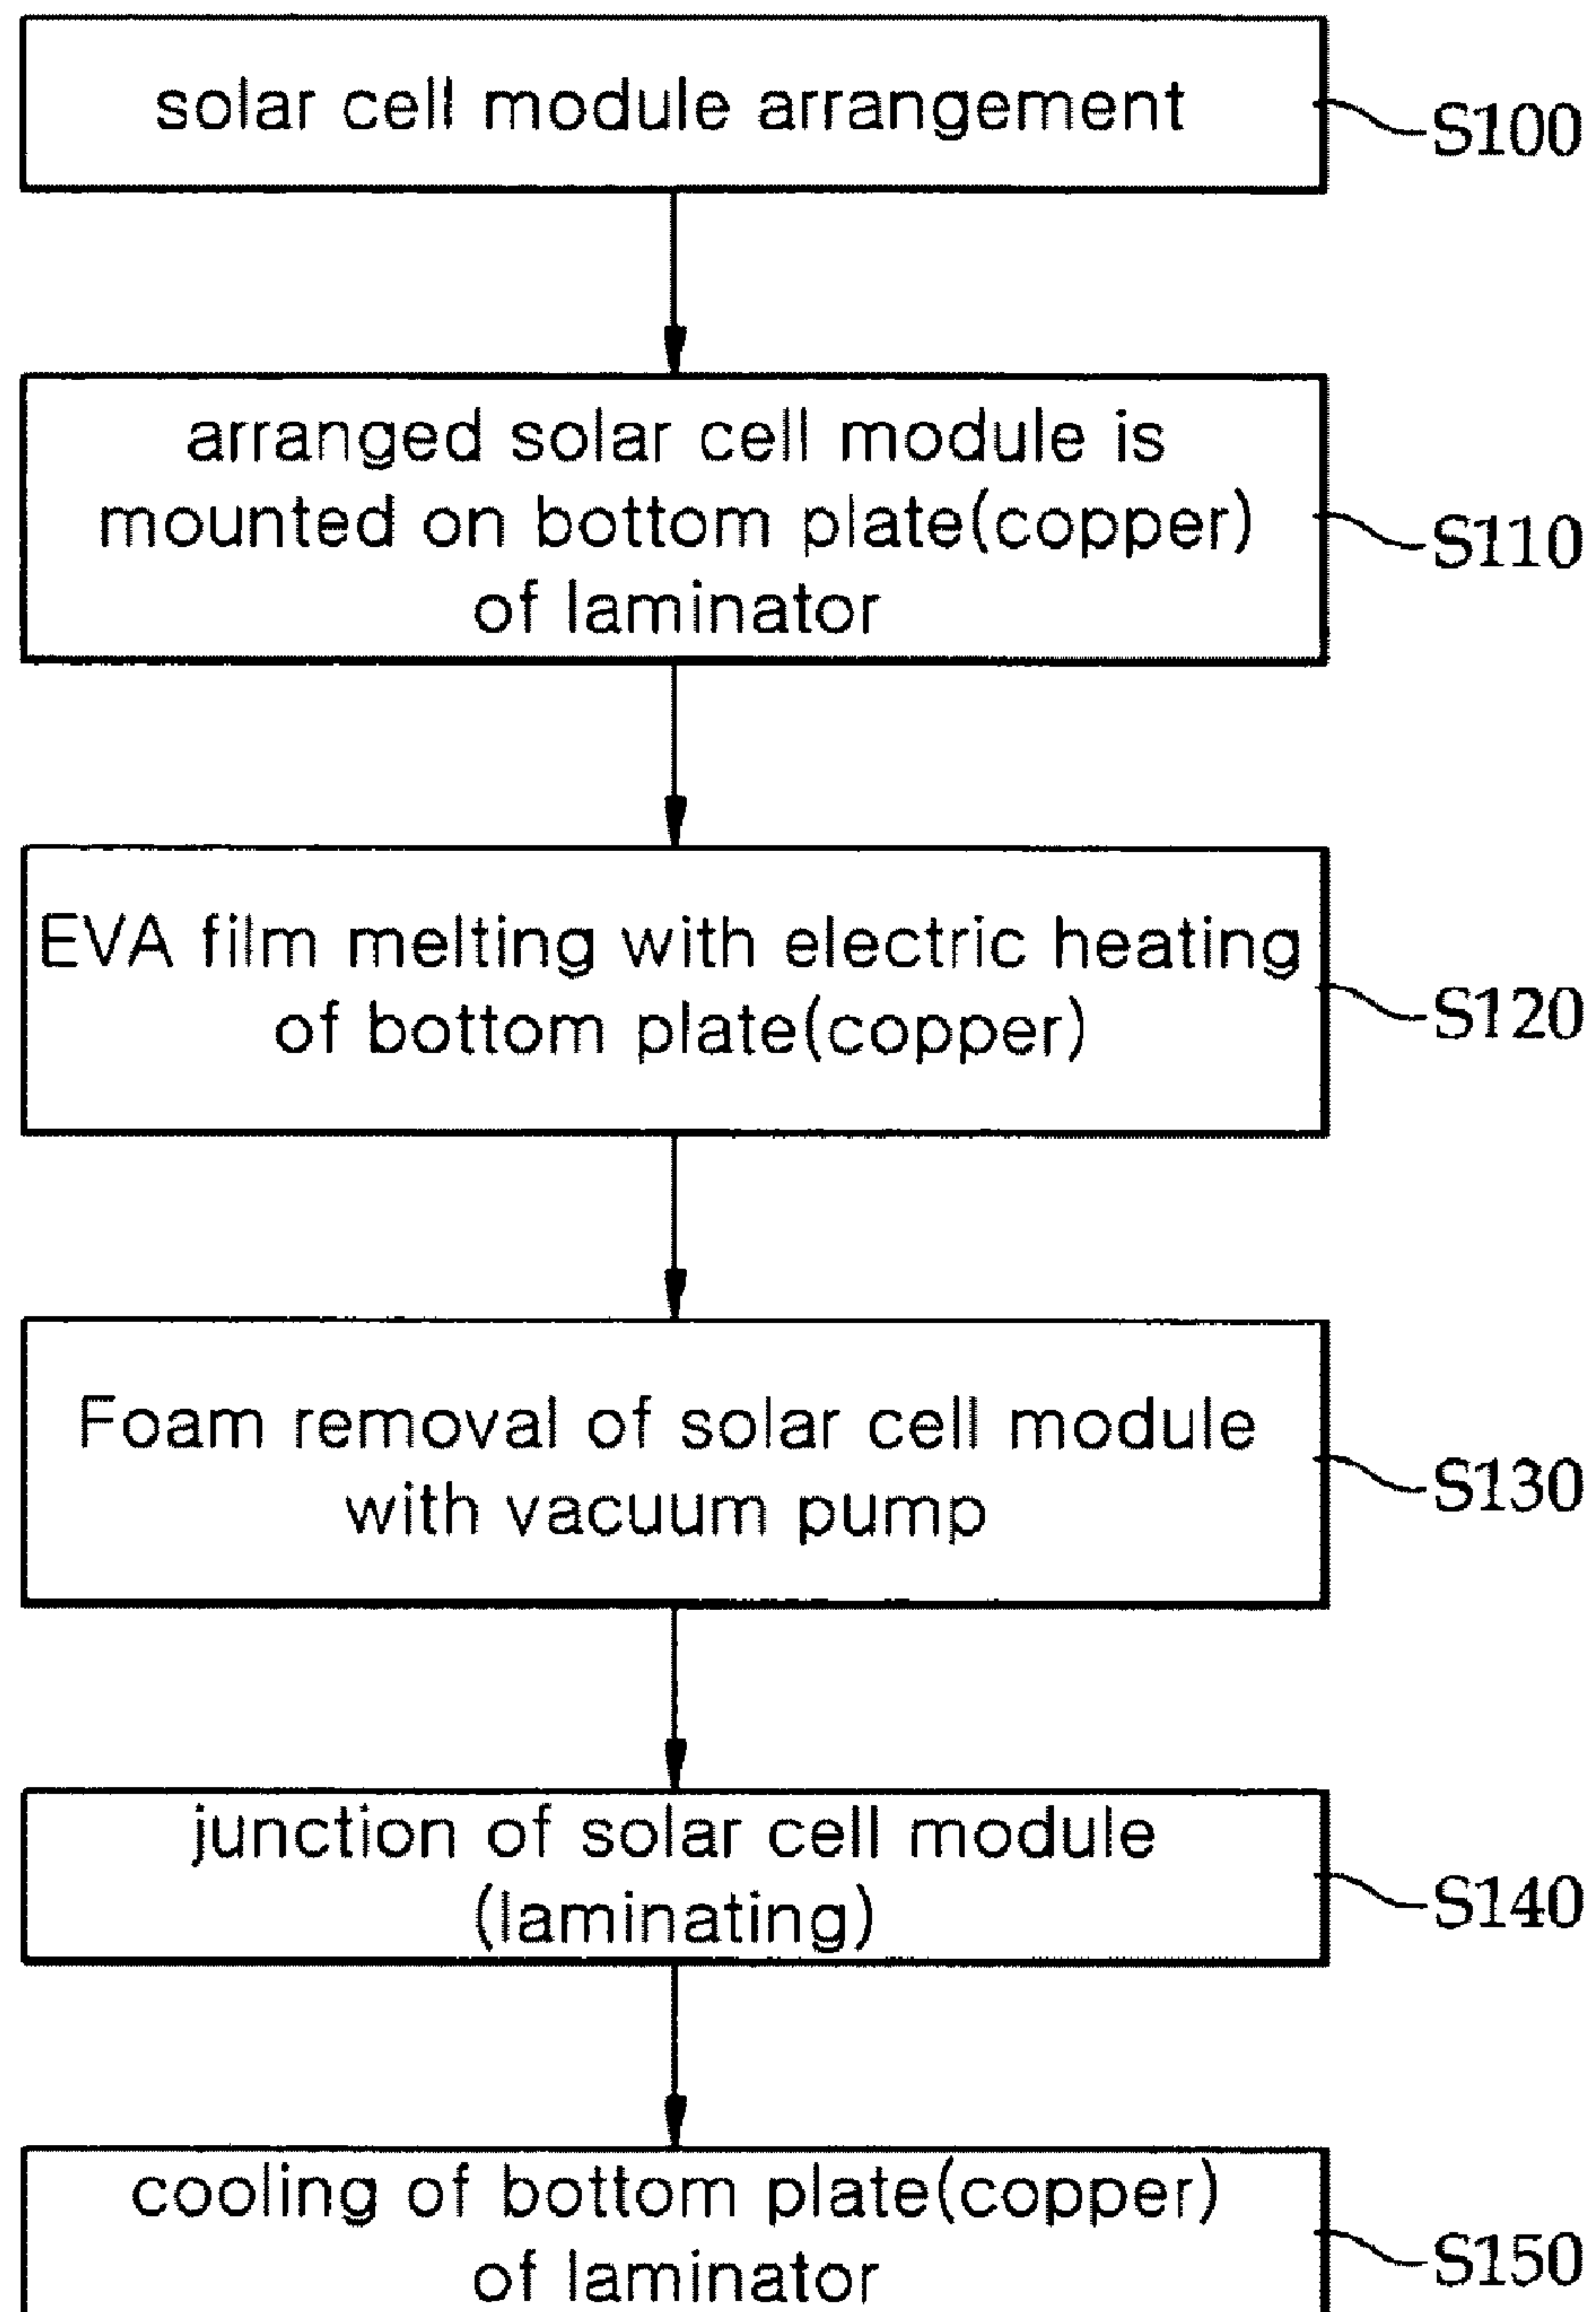 solar cell module arrangement
S100
arranged solar cell module is
mounted on bottom plate(copper)
of laminator
S110
EVA film melting with electric heating
of bottom plate(copper)
S120
Foam removal of solar cell module
with vacuum pump
S130
junction of solar cell module
(laminating)
S140
cooling of bottom plate(copper)
of laminator
S150